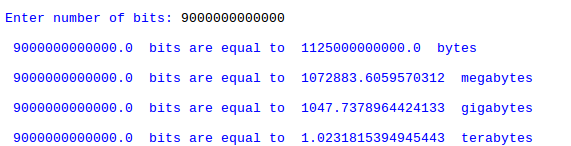 Enter number of bits: 9000000000000
9000000000000.0 bits are equal to 1125000000000.0 bytes
9000000000000.0 bits are equal to 1072883.6059570312 megabytes
9000000000000.0 bits are equal to 1047.7378964424133 gigabytes
9000000000000.0 bits are equal to 1.0231815394945443 terabytes